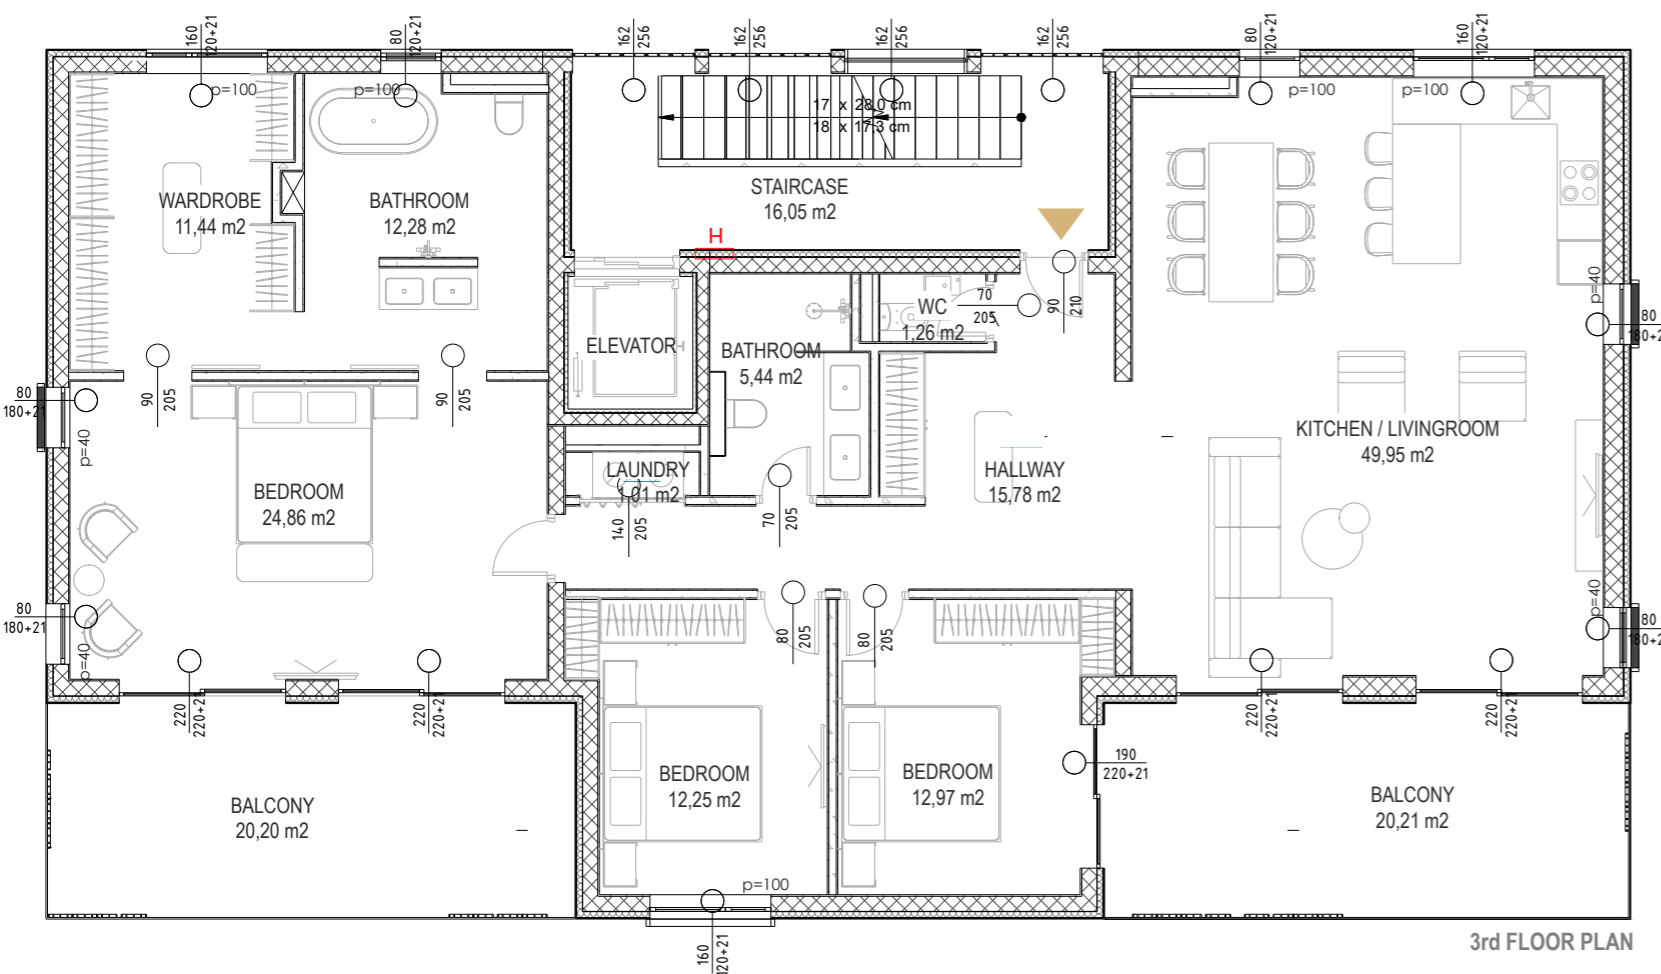 160
120+21
80
120+21
162
256
162
256
162
256
162
256
80
120+21
160
120+21
p=100
p=100
p=100
p=100
17 x 28,0 cm
18 x 17,3 cm
WARDROBE
11,44 m2
BATHROOM
12,28 m2
STAIRCASE
16,05 m2
H
WC
1,26 m2
70
205
90
210
p=40
80
180+2
ELEVATOR
BATHROOM
5,44 m2
90
205
90
205
80
180+21
p=40
KITCHEN / LIVINGROOM
49,95 m2
LAUNDRY
1,01 m2
HALLWAY
15,78 m2
BEDROOM
24,86 m2
140
205
70
205
80
180+21
p=40
80
205
80
205
p=40
80
180+2
220
220+21
220
220+21
220
220+21
220
220+21
190
220+21
BEDROOM
12,25 m2
BEDROOM
12,97 m2
BALCONY
20,20 m2
BALCONY
20,21 m2
p=100
160
120+21
3rd FLOOR PLAN